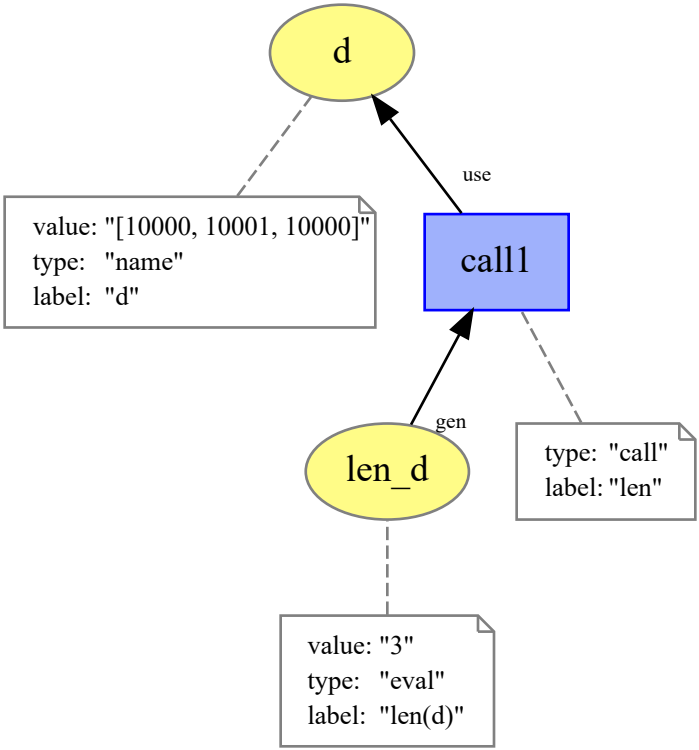 d
use
value: "[10000, 10001, 10000]"
type: "name"
label: "d"
call1
gen
len_d
type: "call"
label: "len"
value: "3"
type: "eval"
label: "len(d)"